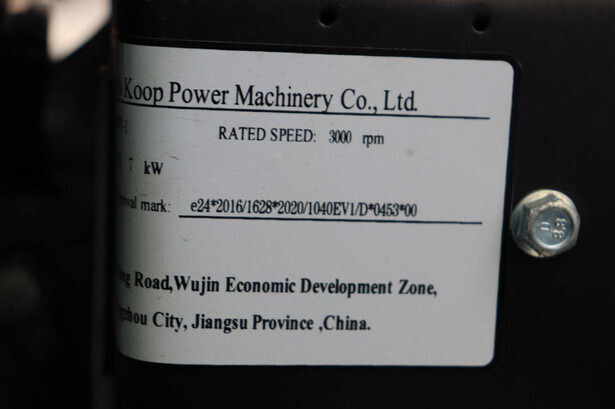 Koop Power Machinery Co., Ltd.
RATED SPEED: 3000 rpm
7 kW
mark: e24*2016/1628*2020/1040EV1/D*0453*00
Road,Wujin Economic Development Zone,
City, Jiangsu Province ,China.